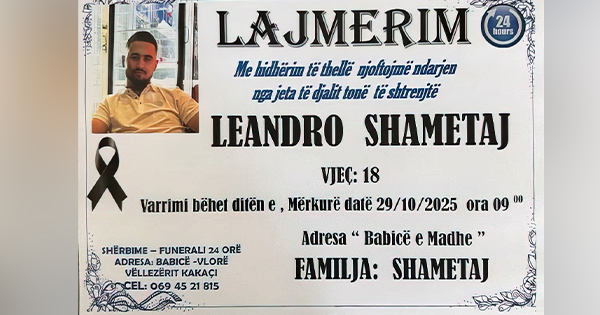 LAJMERIM
24
hours
Me hidhërim të thellë njoftojmë ndarjen
nga jeta të djalit tonë të shtrenjtë
LEANDRO SHAMETAJ
VJEÇ: 18
Varrimi bëhet ditën e , Mërkurë datë 29/10/2025 ora 09 00
Adresa “ Babicë e Madhe ”
FAMILJA: SHAMETAJ
SHËRBIME – FUNERALI 24 ORË
ADRESA: BABICË -VLORË
VËLLEZËRIT KAKAÇI
CEL: 069 45 21 815